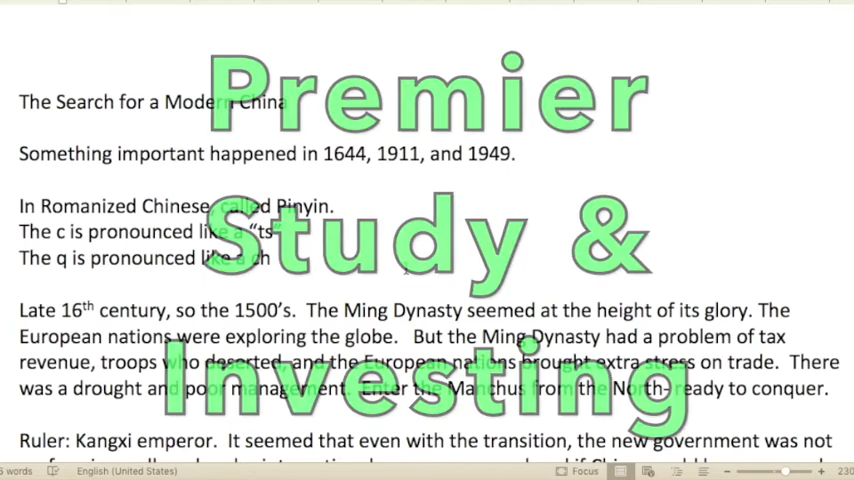 Premier
Study &
Investing
The Search for a Modern China
Something important happened in 1644, 1911, and 1949.
In Romanized Chinese, called Pinyin.
The c is pronounced like a “ts”
The q is pronounced like a ch
Late 16th century, so the 1500’s. The Ming Dynasty seemed at the height of its glory. The
European nations were exploring the globe. But the Ming Dynasty had a problem of tax
revenue, troops who deserted, and the European nations brought extra stress on trade. There
was a drought and poor management. Enter the Manchus from the North- ready to conquer.
Ruler: Kangxi emperor. It seemed that even with the transition, the new government was not
words English (United States) Focus 230